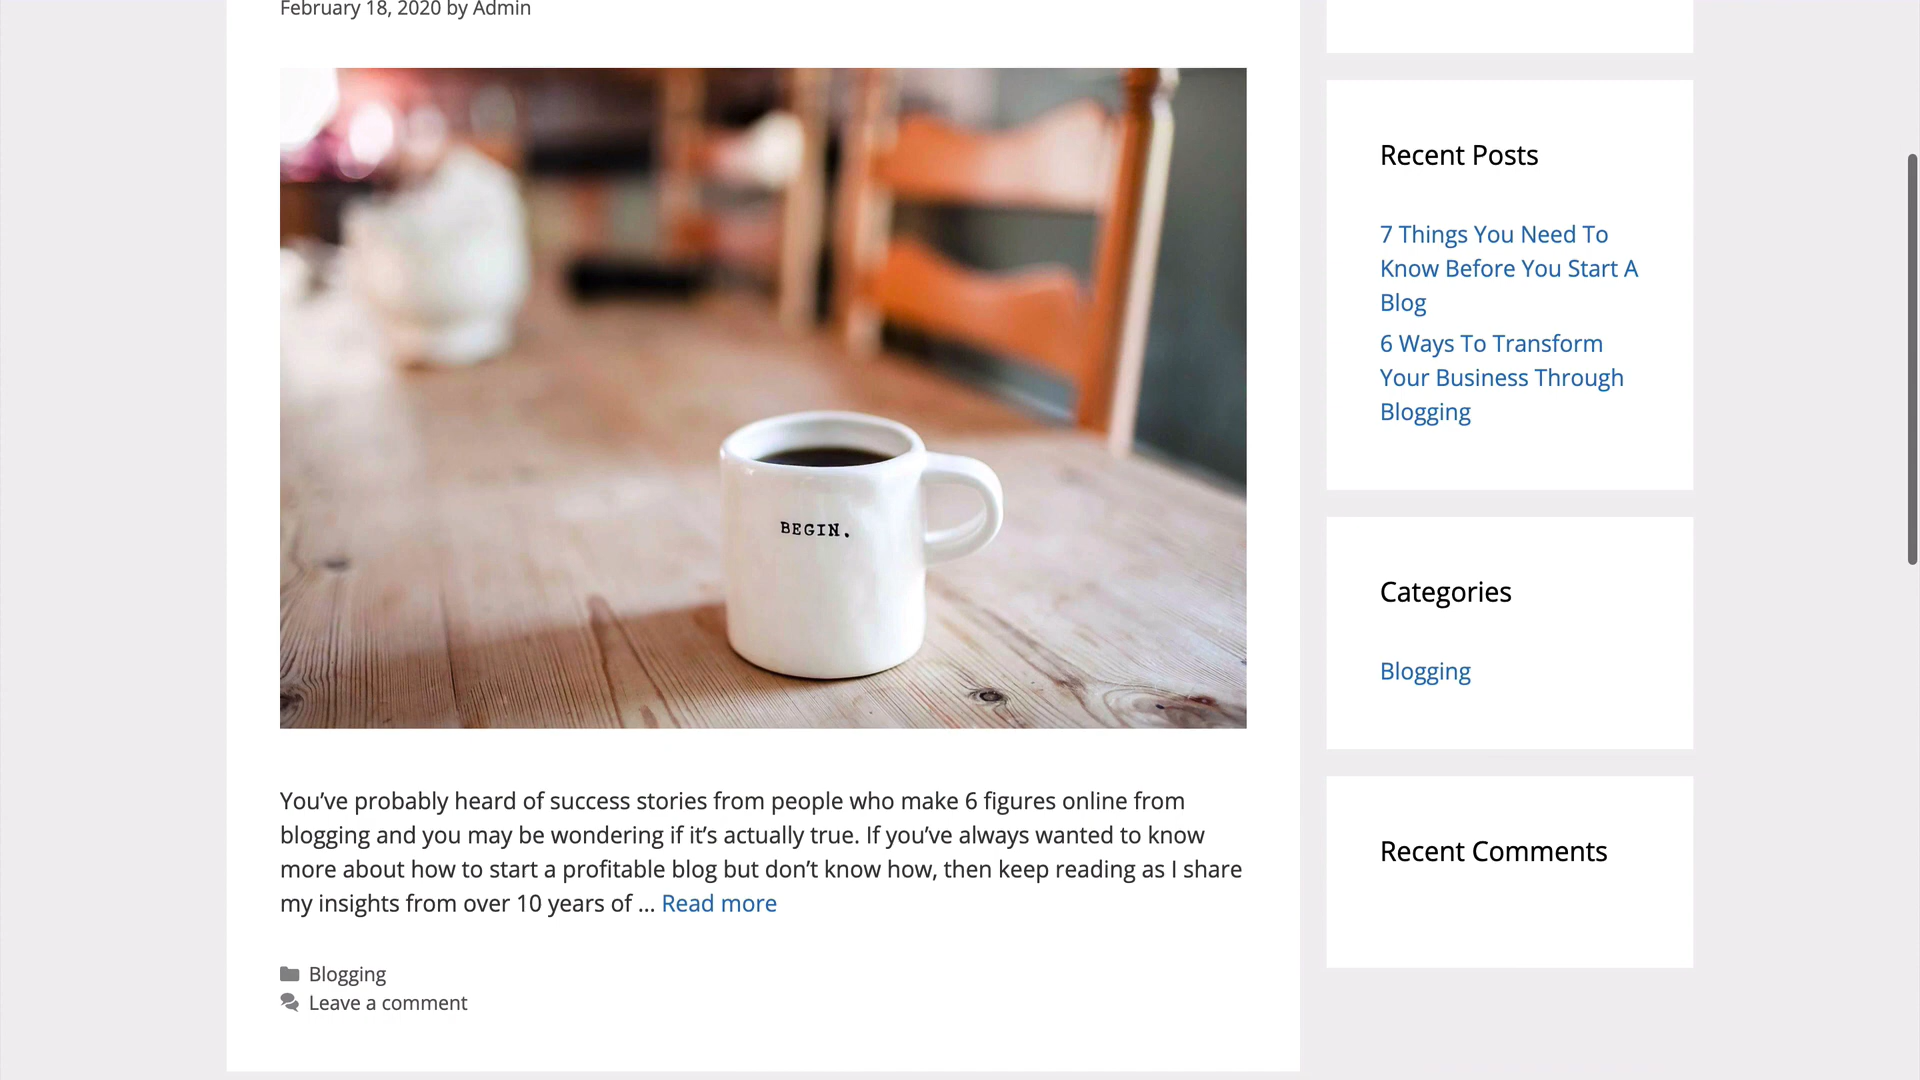 February 18, 2020 by Admin
BEGIN.
You’ve probably heard of success stories from people who make 6 figures online from
blogging and you may be wondering if it’s actually true. If you’ve always wanted to know
more about how to start a profitable blog but don’t know how, then keep reading as I share
my insights from over 10 years of … Read more
Blogging
Leave a comment
Recent Posts
7 Things You Need To
Know Before You Start A
Blog
6 Ways To Transform
Your Business Through
Blogging
Categories
Blogging
Recent Comments